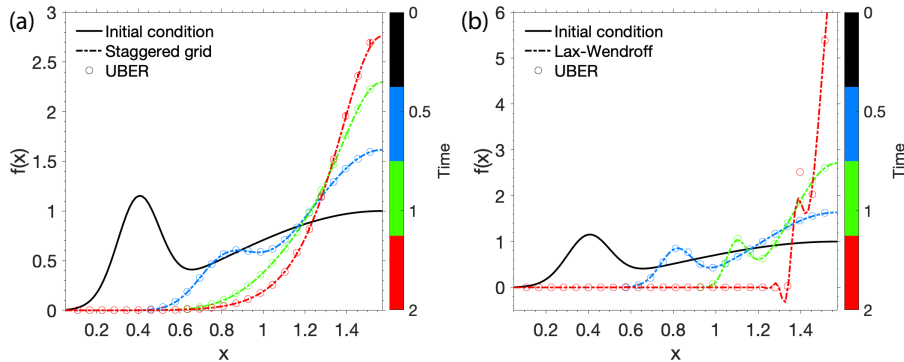 (a)
Initial condition
Staggered grid
UBER
f(x)
3
2.5
2
1.5
1
0.5
0
0.2 0.4 0.6 0.8 1 1.2 1.4
x
0
0.5
1
2
Time
(b)
Initial condition
Lax-Wendroff
UBER
f(x)
6
5
4
3
2
1
0
0.2 0.4 0.6 0.8 1 1.2 1.4
x
0
0.5
1
2
Time